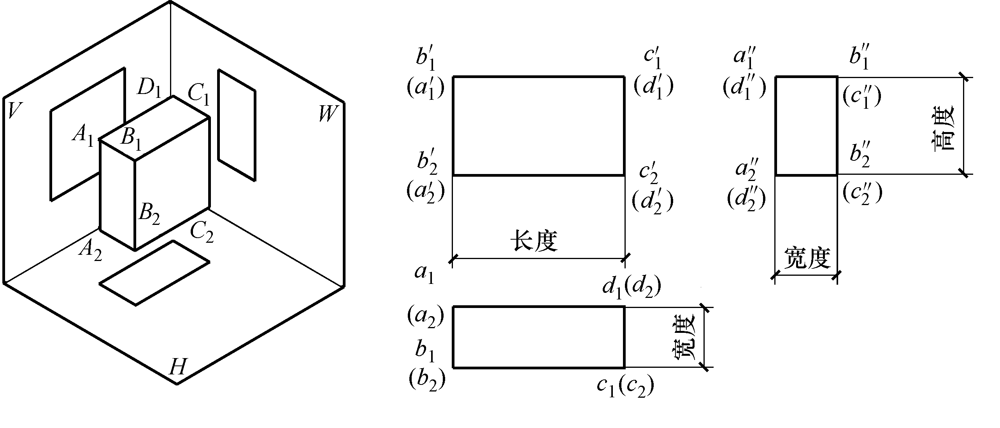 V
W
H
D₁
C₁
A₁
B₁
B₂
C₂
A₂
b′₁
(a′₁)
c′₁
(d′₁)
b′₂
(a′₂)
c′₂
(d′₂)
长度
a″₁
(d″₁)
b″₁
(c″₁)
a″₂
(d″₂)
b″₂
(c″₂)
高度
宽度
a₁
(a₂)
d₁(d₂)
b₁
(b₂)
c₁(c₂)
宽度